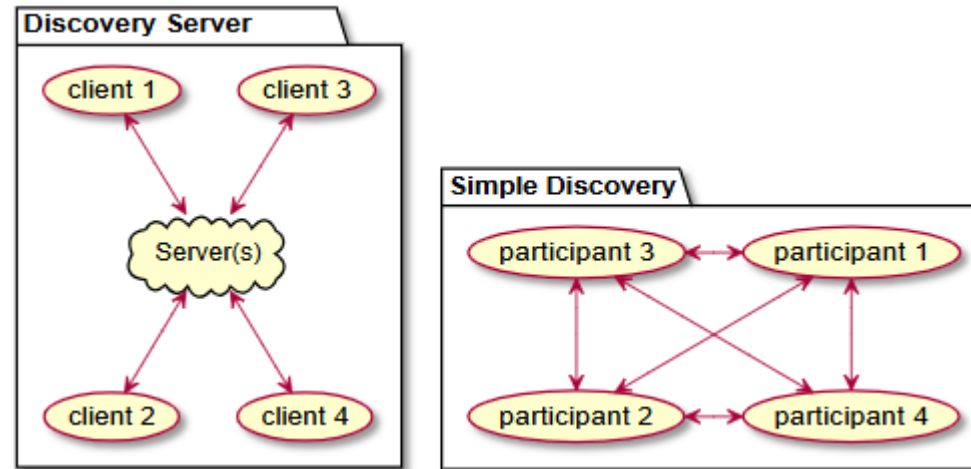 Discovery Server
client 1
client 3
Server(s)
client 2
client 4
Simple Discovery
participant 3
participant 1
participant 2
participant 4